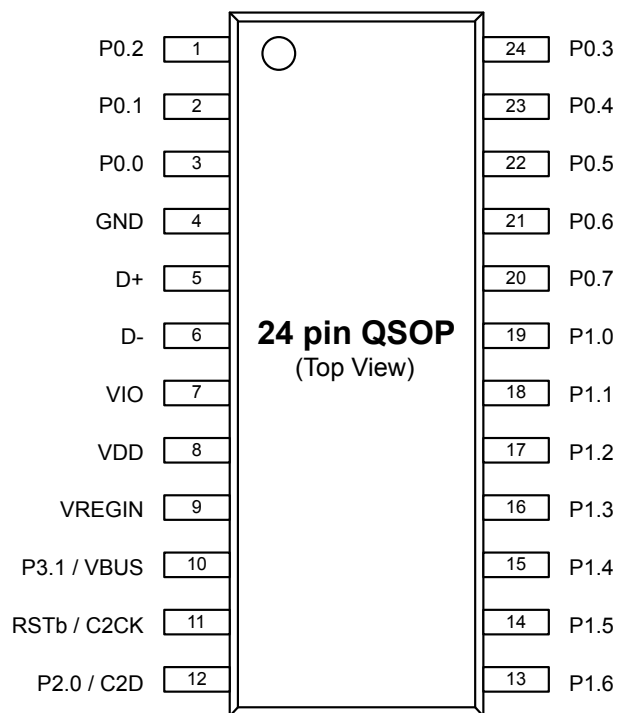 P0.2 1 24 P0.3
P0.1 2 23 P0.4
P0.0 3 22 P0.5
GND 4 21 P0.6
D+ 5 20 P0.7
D- 6 24 pin QSOP 19 P1.0
(Top View)
VIO 7 18 P1.1
VDD 8 17 P1.2
VREGIN 9 16 P1.3
P3.1 / VBUS 10 15 P1.4
RSTb / C2CK 11 14 P1.5
P2.0 / C2D 12 13 P1.6